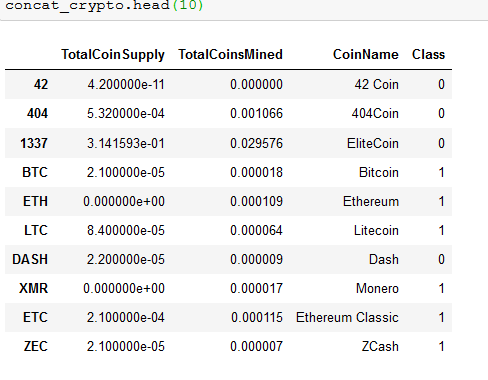 concat_crypto.head(10)
TotalCoinSupply TotalCoinsMined CoinName Class
42 4.200000e-11 0.000000 42 Coin 0
404 5.320000e-04 0.001066 404Coin 0
1337 3.141593e-01 0.029576 EliteCoin 0
BTC 2.100000e-05 0.000018 Bitcoin 1
ETH 0.000000e+00 0.000109 Ethereum 1
LTC 8.400000e-05 0.000064 Litecoin 1
DASH 2.200000e-05 0.000009 Dash 0
XMR 0.000000e+00 0.000017 Monero 1
ETC 2.100000e-04 0.000115 Ethereum Classic 1
ZEC 2.100000e-05 0.000007 ZCash 1